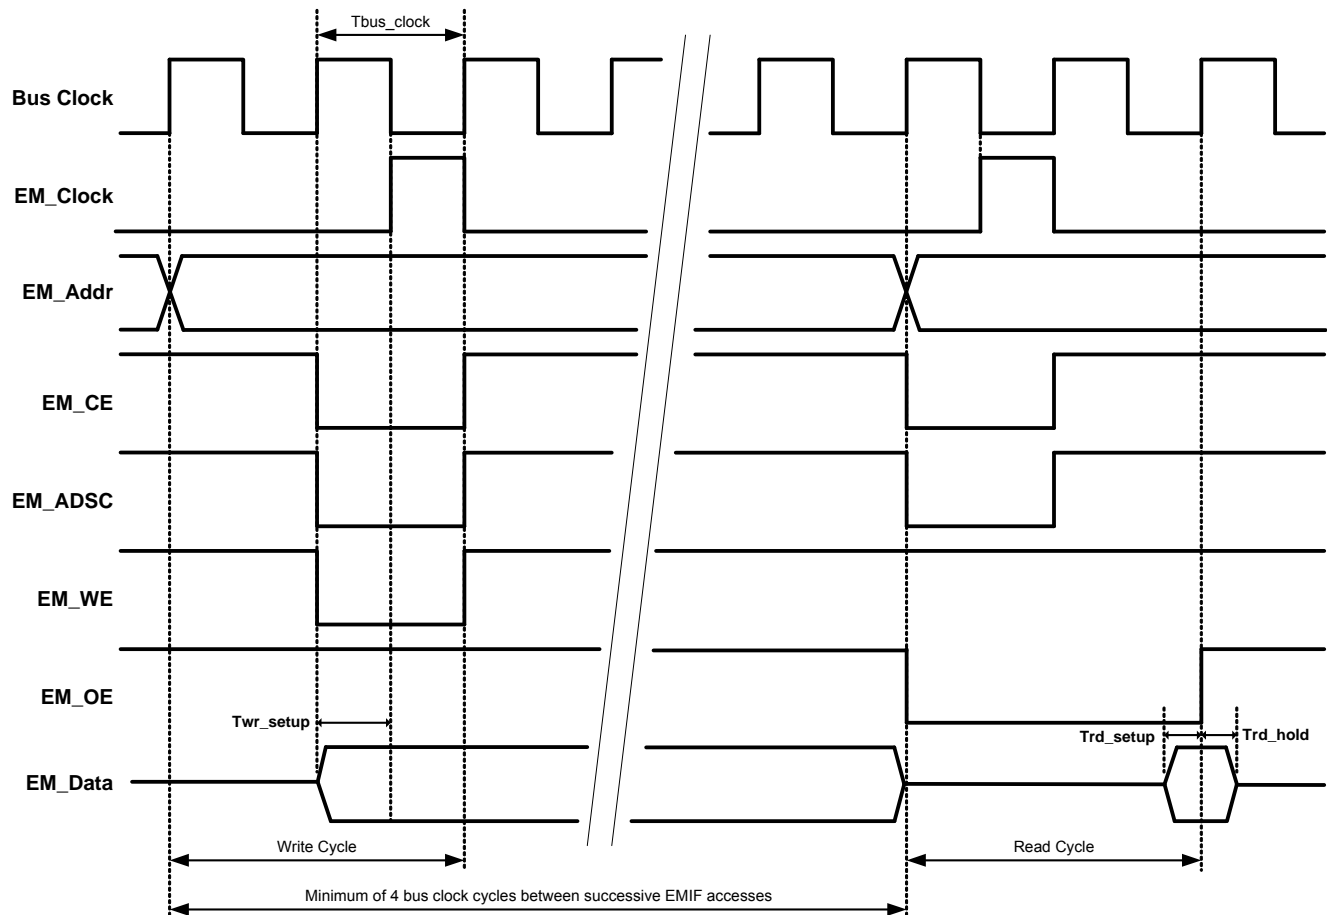 Tbus_clock
Bus Clock
EM_Clock
EM_Addr
EM_CE
EM_ADSC
EM_WE
EM_OE
Twr_setup
Trd_setup
Trd_hold
EM_Data
Write Cycle
Read Cycle
Minimum of 4 bus clock cycles between successive EMIF accesses